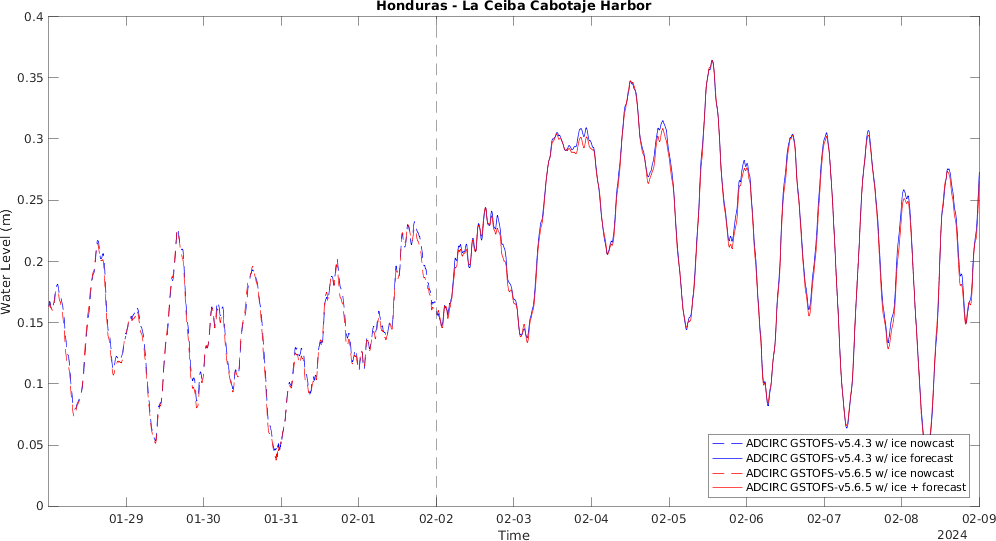 Honduras - La Ceiba Cabotaje Harbor
0.4
0.35
0.3
0.25
0.2
0.15
0.1
0.05
0
Water Level (m)
01-29 01-30 01-31 02-01 02-02 02-03 02-04 02-05 02-06 02-07 02-08 02-09
Time
2024
ADCIRC GSTOFS-v5.4.3 w/ ice nowcast
ADCIRC GSTOFS-v5.4.3 w/ ice forecast
ADCIRC GSTOFS-v5.6.5 w/ ice nowcast
ADCIRC GSTOFS-v5.6.5 w/ ice + forecast